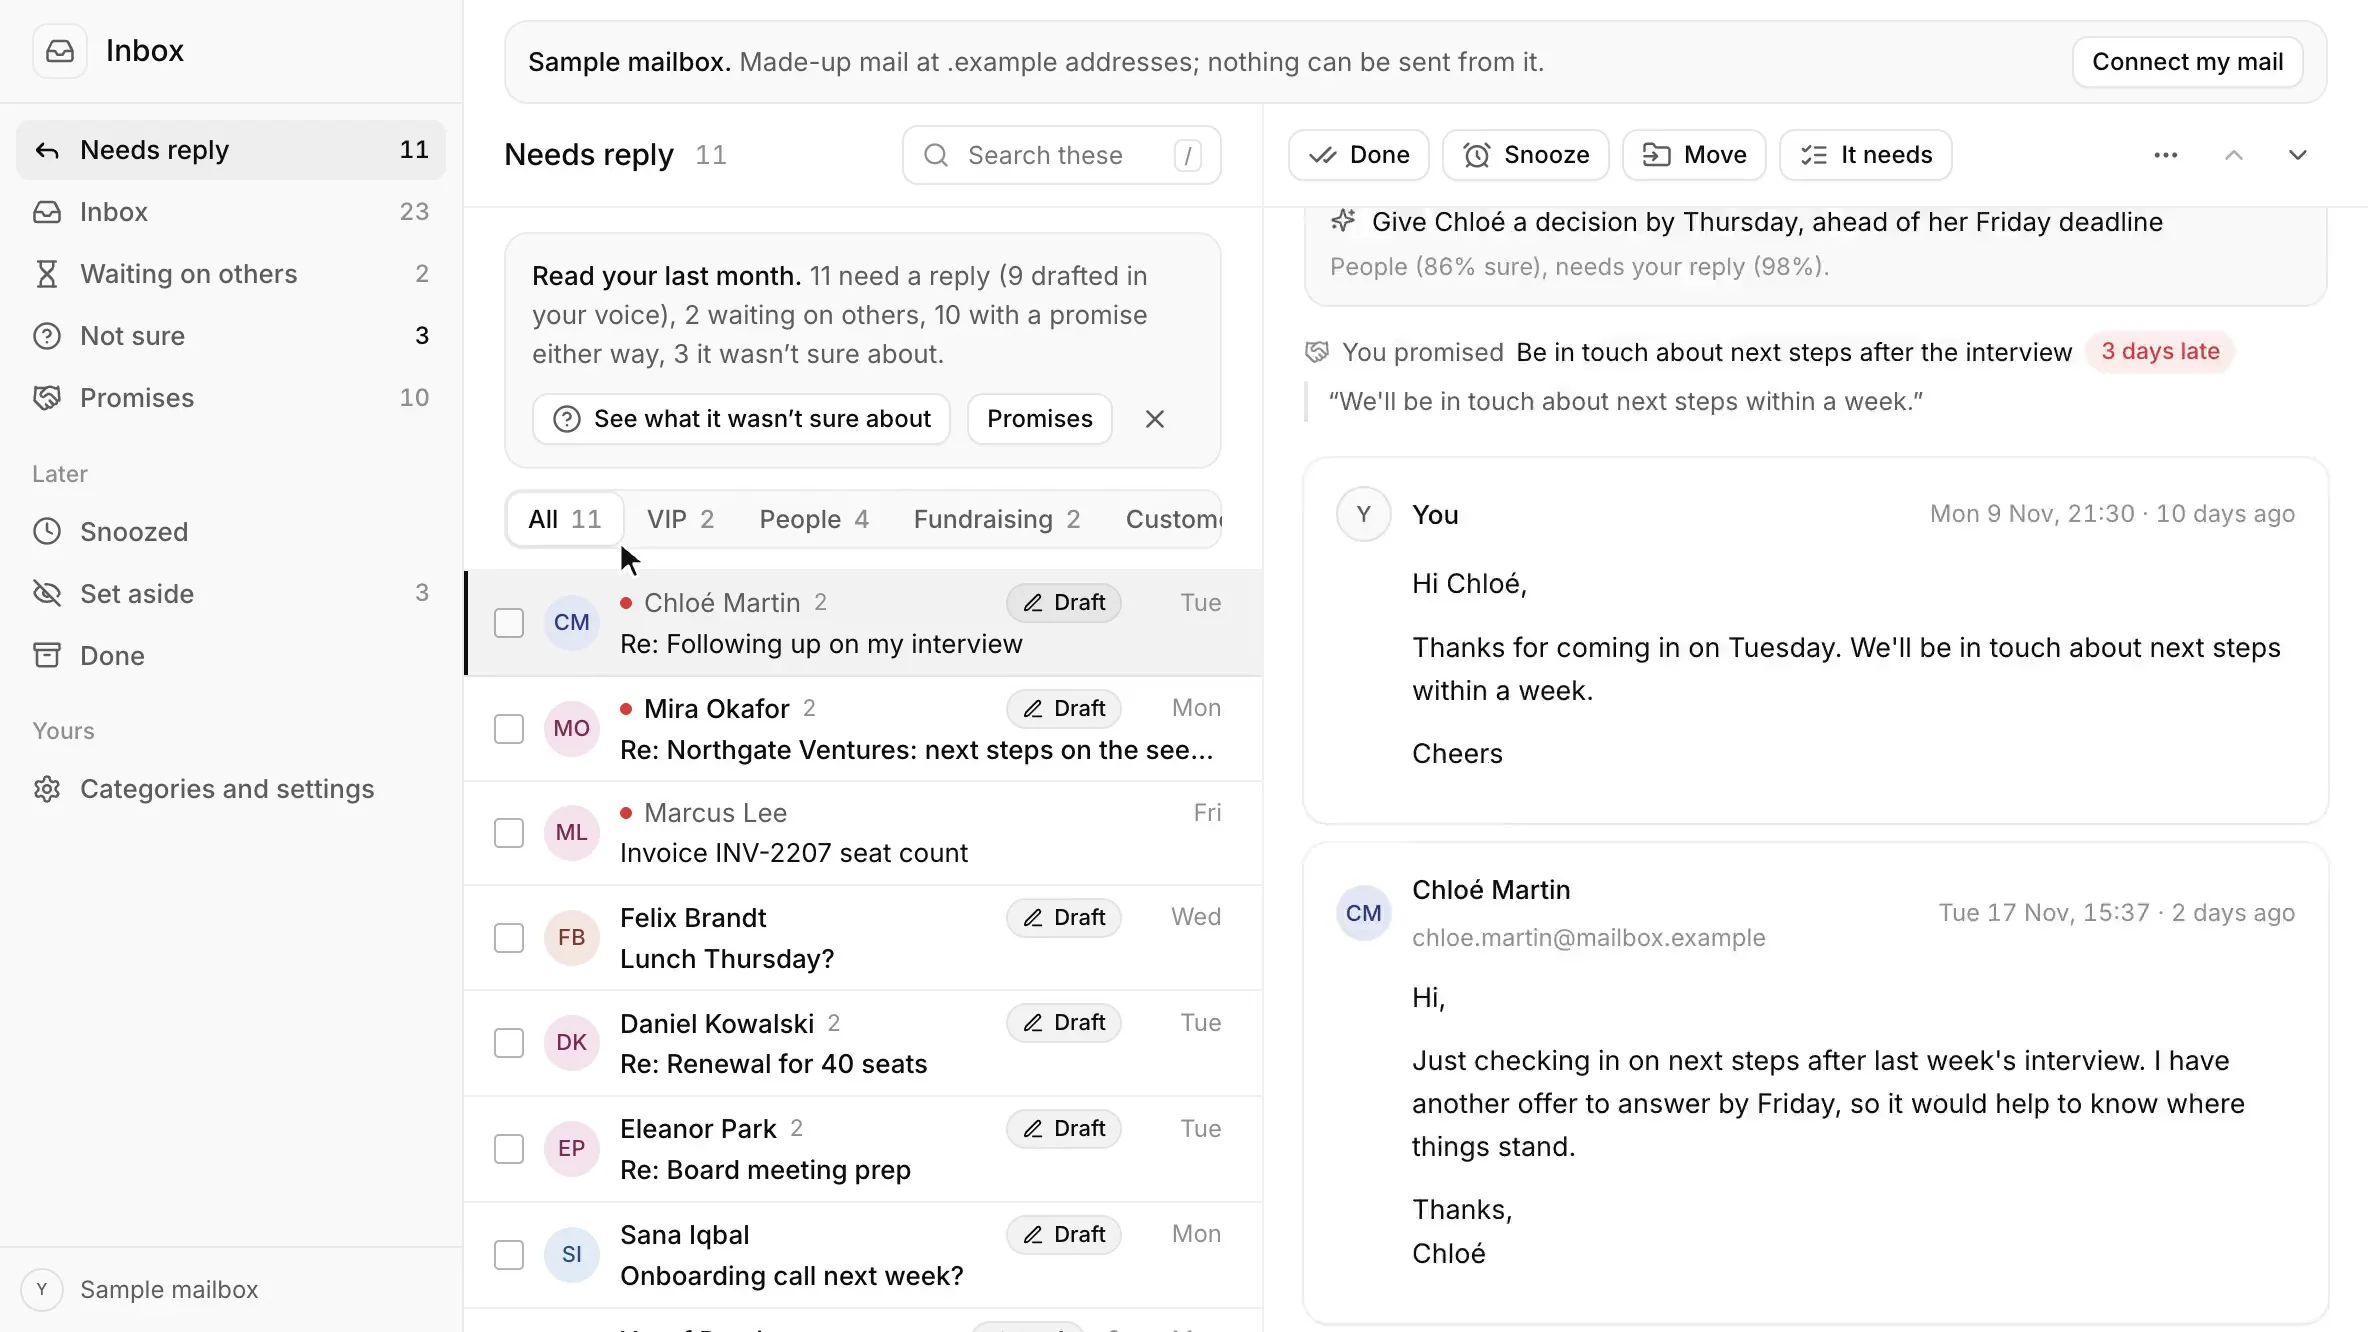 Inbox
Needs reply 11
Inbox 23
Waiting on others 2
Not sure 3
Promises 10
Later
Snoozed
Set aside 3
Done
Yours
Categories and settings
Y Sample mailbox
Sample mailbox. Made-up mail at .example addresses; nothing can be sent from it.
Connect my mail
Needs reply 11
Search these /
Read your last month. 11 need a reply (9 drafted in
your voice), 2 waiting on others, 10 with a promise
either way, 3 it wasn’t sure about.
See what it wasn’t sure about
Promises
All 11 VIP 2 People 4 Fundraising 2 Custome
CM Chloé Martin 2 Draft Tue
Re: Following up on my interview
MO Mira Okafor 2 Draft Mon
Re: Northgate Ventures: next steps on the see...
ML Marcus Lee Fri
Invoice INV-2207 seat count
FB Felix Brandt Draft Wed
Lunch Thursday?
DK Daniel Kowalski 2 Draft Tue
Re: Renewal for 40 seats
EP Eleanor Park 2 Draft Tue
Re: Board meeting prep
SI Sana Iqbal Draft Mon
Onboarding call next week?
Done Snooze Move It needs
Give Chloé a decision by Thursday, ahead of her Friday deadline
People (86% sure), needs your reply (98%).
You promised Be in touch about next steps after the interview 3 days late
“We'll be in touch about next steps within a week.”
Y You Mon 9 Nov, 21:30 · 10 days ago
Hi Chloé,
Thanks for coming in on Tuesday. We'll be in touch about next steps
within a week.
Cheers
CM Chloé Martin
Tue 17 Nov, 15:37 · 2 days ago
chloe.martin@mailbox.example
Hi,
Just checking in on next steps after last week's interview. I have
another offer to answer by Friday, so it would help to know where
things stand.
Thanks,
Chloé